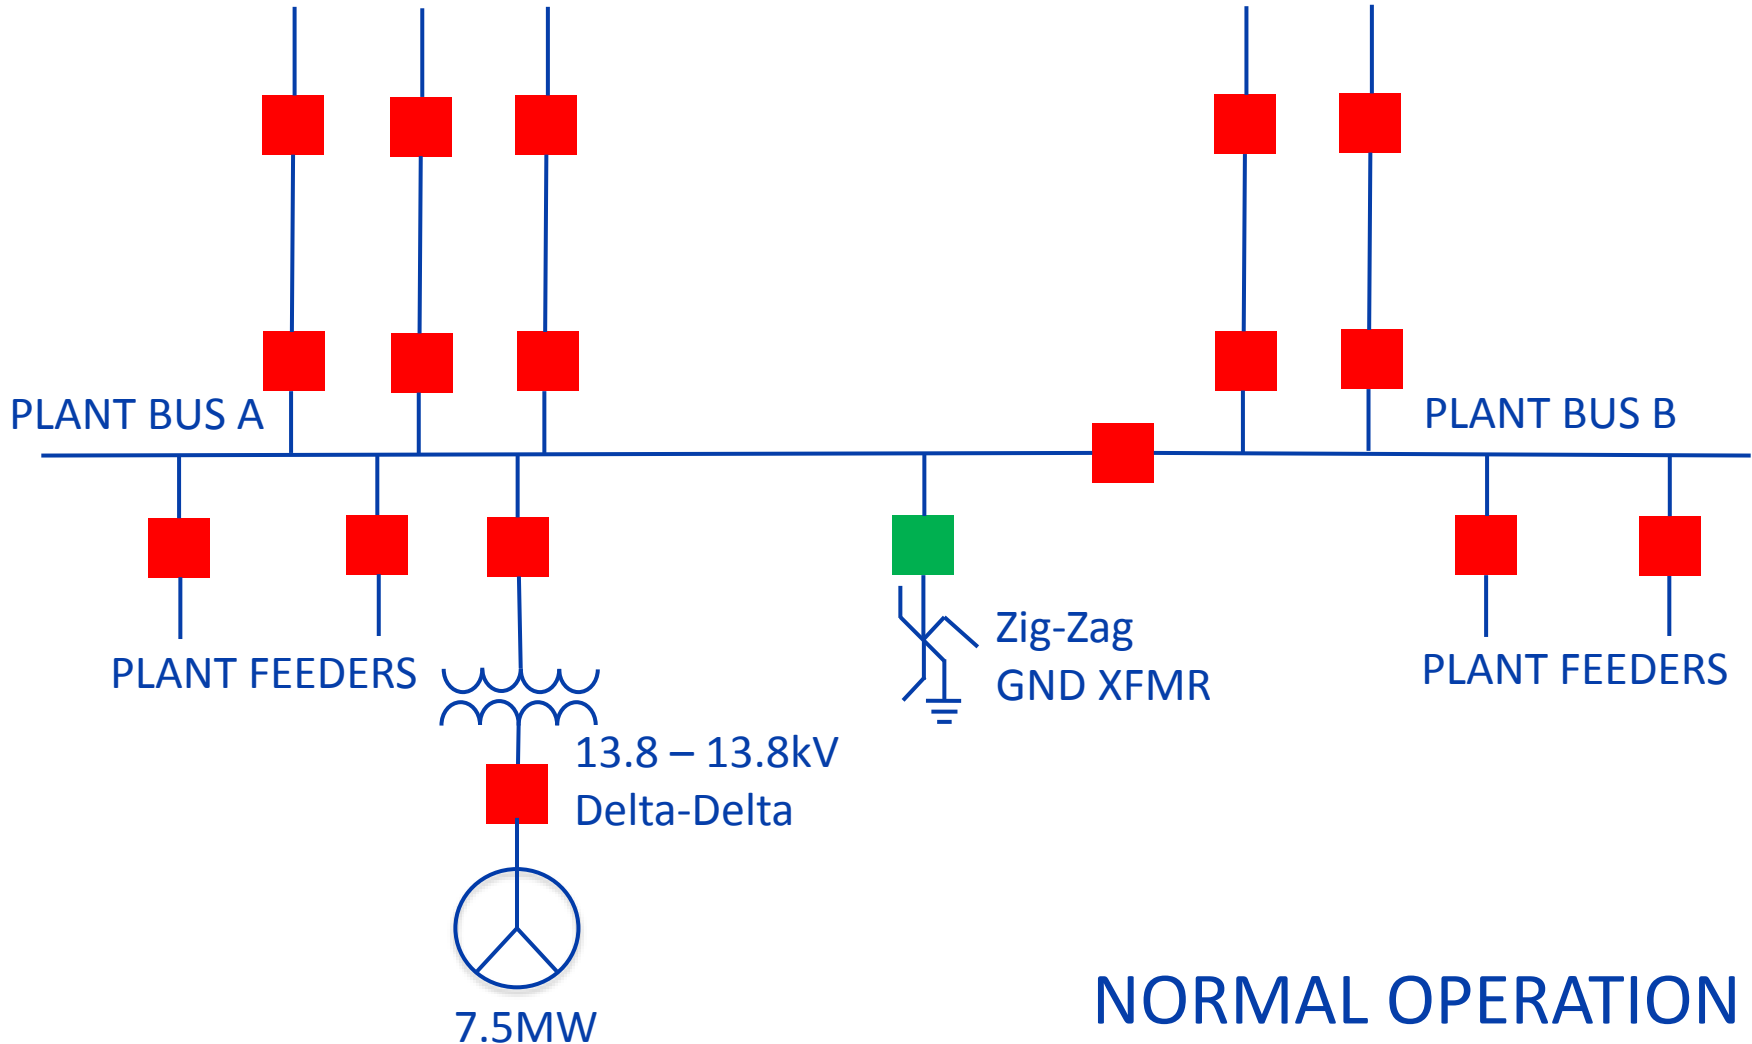 PLANT BUS A
PLANT BUS B
Zig-Zag
GND XFMR
PLANT FEEDERS
PLANT FEEDERS
13.8 – 13.8kV
Delta-Delta
7.5MW
NORMAL OPERATION